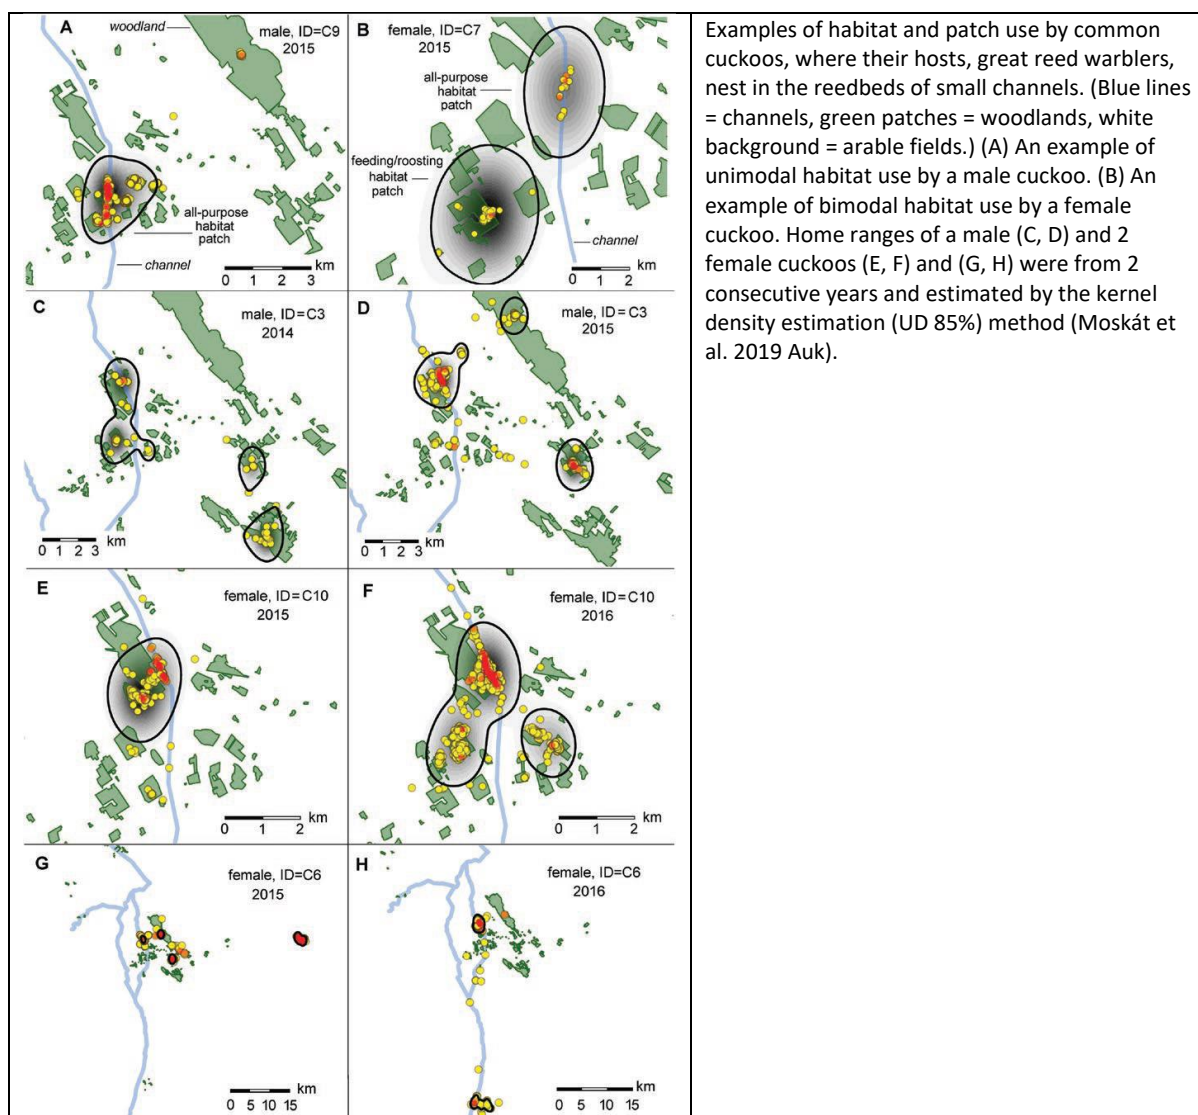 A
woodland
male, ID=C9
2015
all-purpose
habitat
patch
channel
km
0 1 2 3
B
female, ID=C7
2015
all-purpose
habitat
patch
feeding/roosting
habitat
patch
channel
km
0 1 2
C
male, ID=C3
2014
0 1 2 3
km
D
male, ID=C3
2015
0 1 2 3
km
E
female, ID=C10
2015
km
0 1 2
F
female, ID=C10
2016
km
0 1 2
G
female, ID=C6
2015
km
0 5 10 15
H
female, ID=C6
2016
km
0 5 10 15
Examples of habitat and patch use by common
cuckoos, where their hosts, great reed warblers,
nest in the reedbeds of small channels. (Blue lines
= channels, green patches = woodlands, white
background = arable fields.) (A) An example of
unimodal habitat use by a male cuckoo. (B) An
example of bimodal habitat use by a female
cuckoo. Home ranges of a male (C, D) and 2
female cuckoos (E, F) and (G, H) were from 2
consecutive years and estimated by the kernel
density estimation (UD 85%) method (Moskát et
al. 2019 Auk).